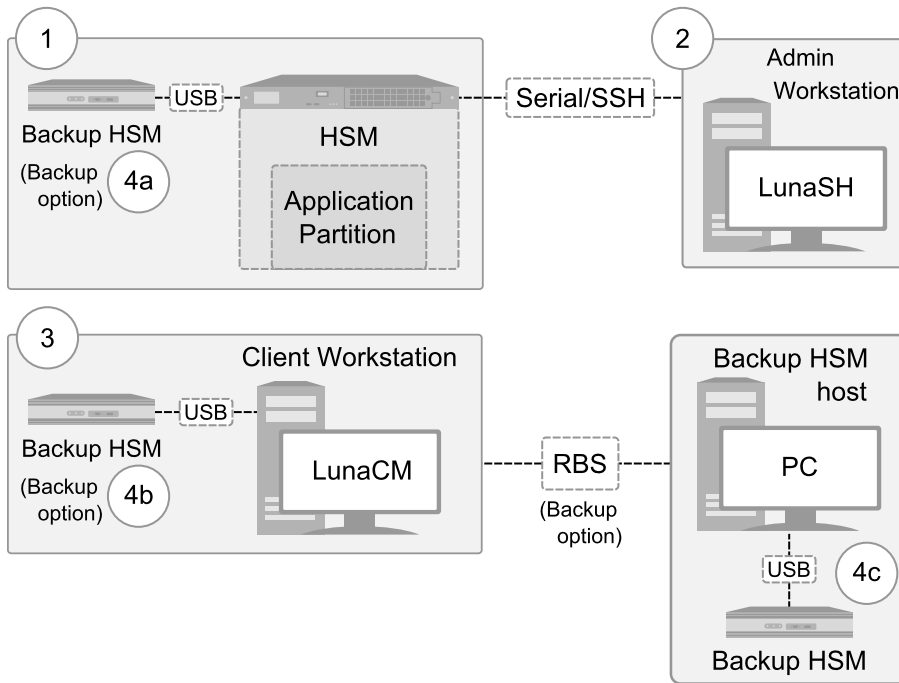 1
USB
Backup HSM
(Backup
option)
4a
HSM
Application
Partition
Serial/SSH
2
Admin
Workstation
LunaSH
3
Client Workstation
USB
Backup HSM
(Backup
option)
4b
LunaCM
RBS
(Backup
option)
Backup HSM
host
PC
USB
4c
Backup HSM